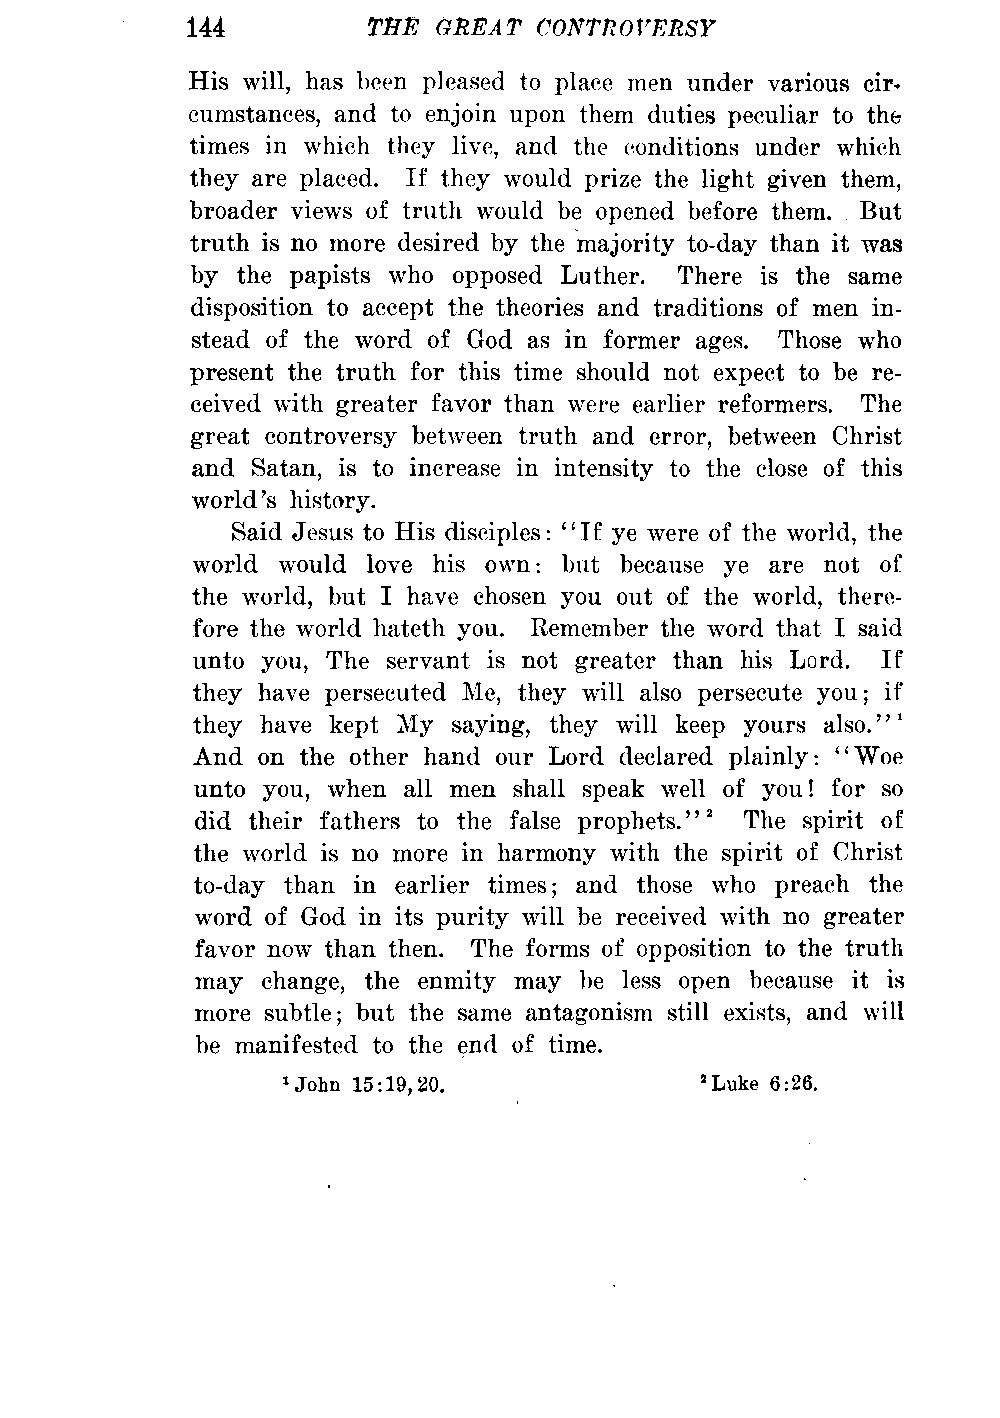 144 THE GREAT CONTROVERSY
His will, has been pleased to place men under various cir-
cumstances, and to enjoin upon them duties peculiar to the
times in which they live, and the conditions under which
they are placed. If they would prize the light given them,
broader views of truth would be opened before them. But
truth is no more desired by the majority to-day than it was
by the papists who opposed Luther. There is the same
disposition to accept the theories and traditions of men in-
stead of the word of God as in former ages. Those who
present the truth for this time should not expect to be re-
ceived with greater favor than were earlier reformers. The
great controversy between truth and error, between Christ
and Satan, is to increase in intensity to the close of this
world's history.
Said Jesus to His disciples: "If ye were of the world, the
world would love his own: but because ye are not of
the world, but I have chosen you out of the world, there-
fore the world hateth you. Remember the word that I said
unto you, The servant is not greater than his Lord. If
they have persecuted Me, they will also persecute you; if
they have kept My saying, they will keep yours also."¹
And on the other hand our Lord declared plainly: "Woe
unto you, when all men shall speak well of you! for so
did their fathers to the false prophets."² The spirit of
the world is no more in harmony with the spirit of Christ
to-day than in earlier times; and those who preach the
word of God in its purity will be received with no greater
favor now than then. The forms of opposition to the truth
may change, the enmity may be less open because it is
more subtle; but the same antagonism still exists, and will
be manifested to the end of time.
¹ John 15:19, 20. ² Luke 6:26.